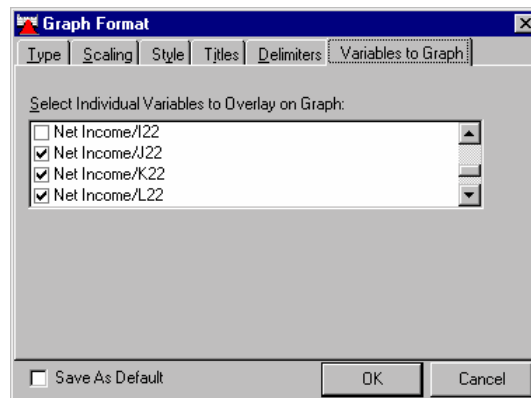 Graph Format
Type Scaling Style Titles Delimiters Variables to Graph
Select Individual Variables to Overlay on Graph:
Net Income/I22
Net Income/J22
Net Income/K22
Net Income/L22
Save As Default OK Cancel